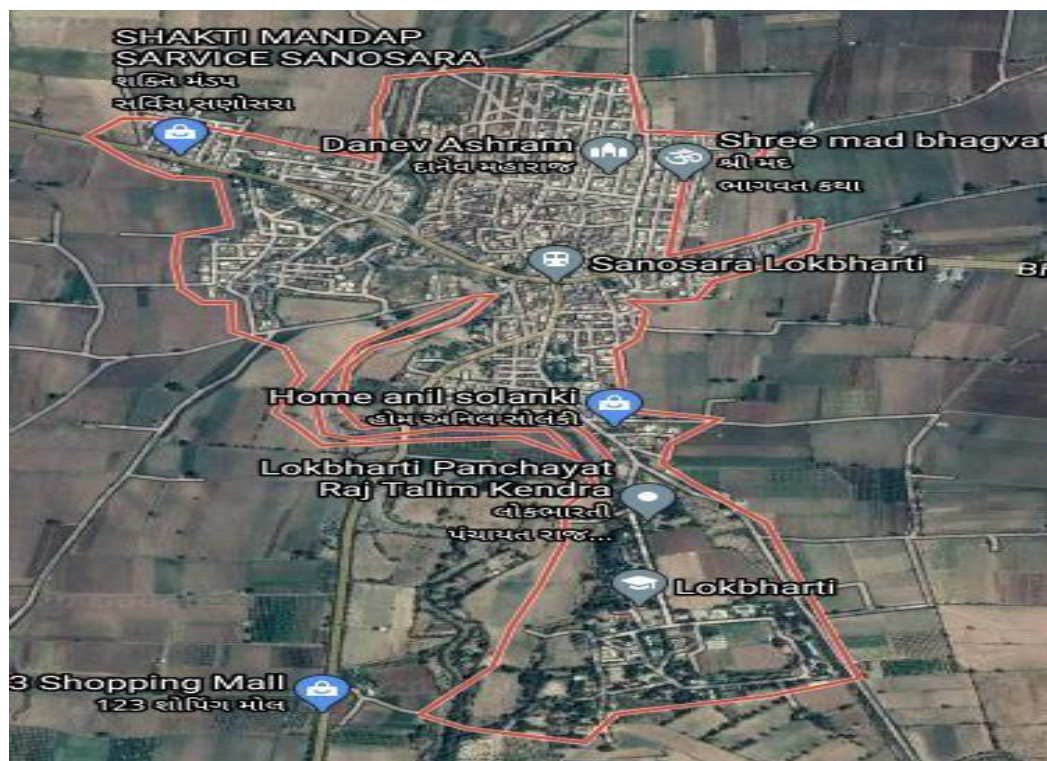 SHAKTI MANDAP
SARVICE SANOSARA
શક્તિ મંડપ
સર્વિસ સણોસરા
Danev Ashram
દાનેવ મહારાજ
Shree mad bhagvat
શ્રી મદ
ભાગવત કથા
Sanosara Lokbharti
Home anil solanki
હોમ અનિલ સોલંકી
Lokbharti Panchayat
Raj Talim Kendra
લોકભારતી
પંચાયત રાજ...
Lokbharti
3 Shopping Mall
123 શોપિંગ મોલ